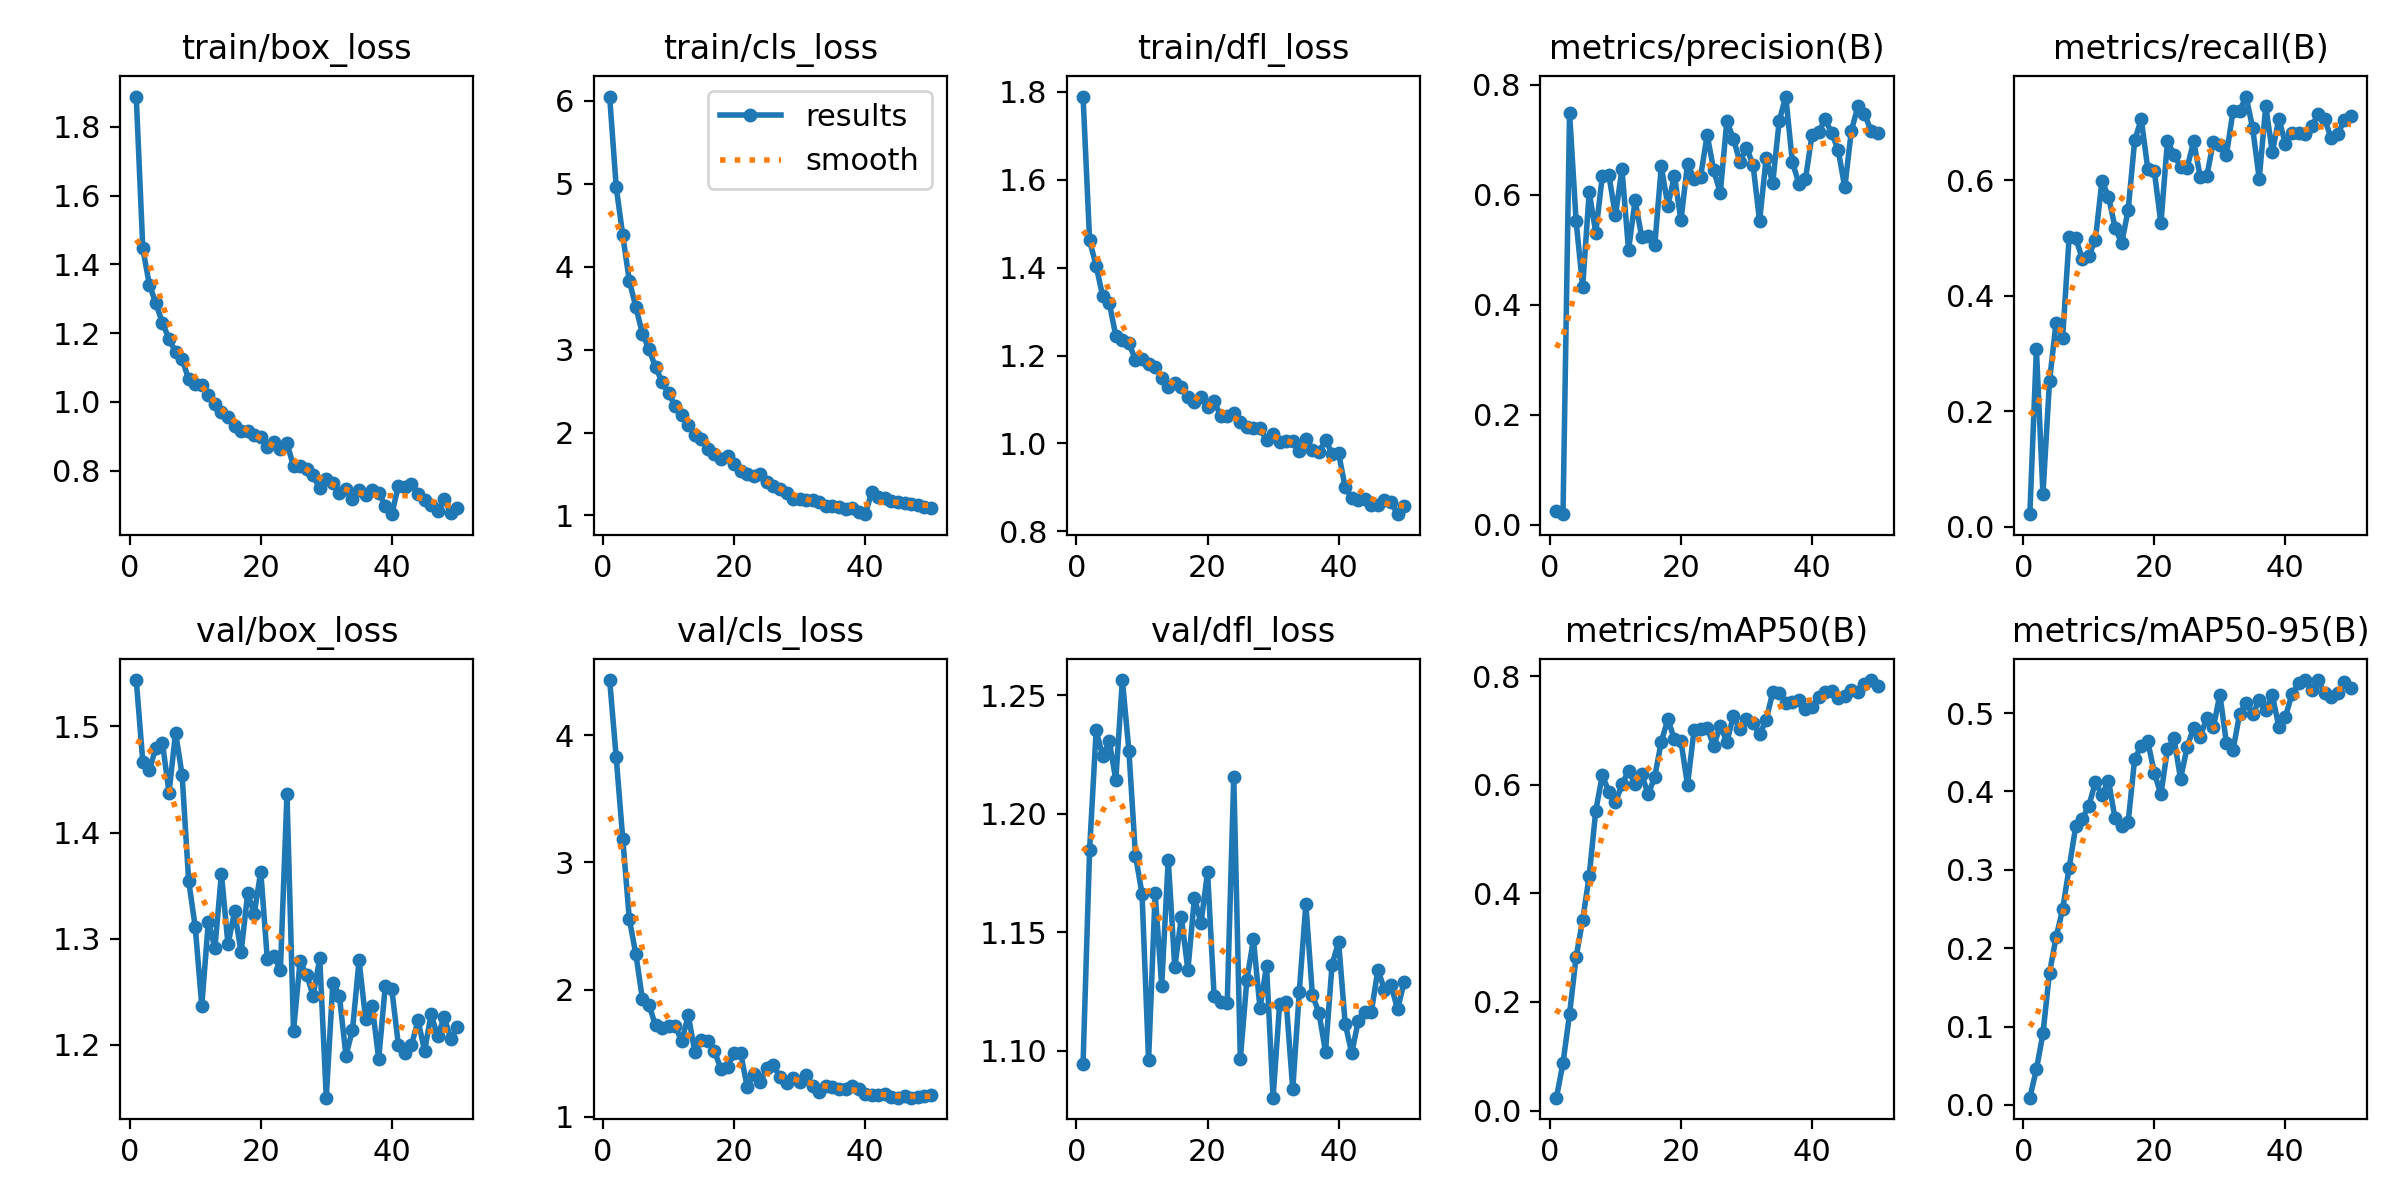 train/box_loss
1.8
1.6
1.4
1.2
1.0
0.8
0 20 40
train/cls_loss
results
smooth
6
5
4
3
2
1
0 20 40
train/dfl_loss
1.8
1.6
1.4
1.2
1.0
0.8
0 20 40
metrics/precision(B)
0.8
0.6
0.4
0.2
0.0
0 20 40
metrics/recall(B)
0.6
0.4
0.2
0.0
0 20 40
val/box_loss
1.5
1.4
1.3
1.2
0 20 40
val/cls_loss
4
3
2
1
0 20 40
val/dfl_loss
1.25
1.20
1.15
1.10
0 20 40
metrics/mAP50(B)
0.8
0.6
0.4
0.2
0.0
0 20 40
metrics/mAP50-95(B)
0.5
0.4
0.3
0.2
0.1
0.0
0 20 40